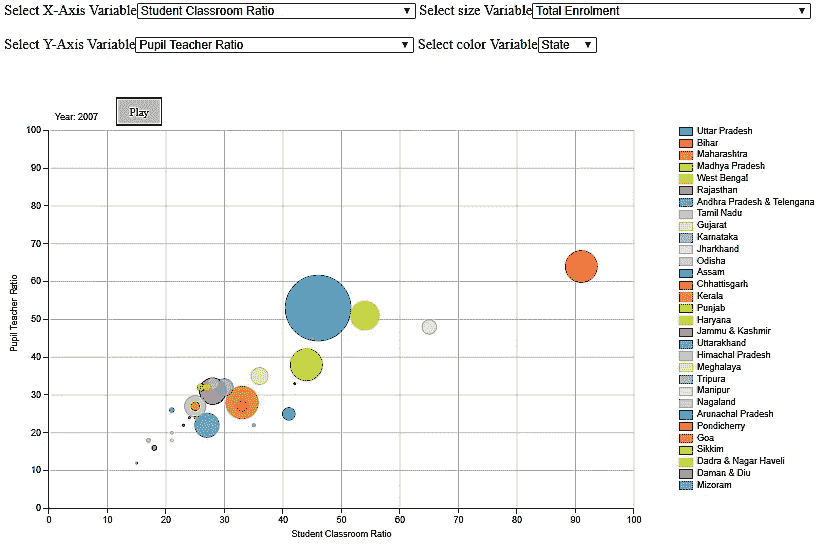 Select X-Axis Variable Student Classroom Ratio ▼ Select size Variable Total Enrolment ▼
Select Y-Axis Variable Pupil Teacher Ratio ▼ Select color Variable State ▼
Year: 2007 Play
100
90
80
70
60
50
40
30
20
10
0
Pupil Teacher Ratio
0 10 20 30 40 50 60 70 80 90 100
Student Classroom Ratio
Uttar Pradesh
Bihar
Maharashtra
Madhya Pradesh
West Bengal
Rajasthan
Andhra Pradesh & Telengana
Tamil Nadu
Gujarat
Karnataka
Jharkhand
Odisha
Assam
Chhattisgarh
Kerala
Punjab
Haryana
Jammu & Kashmir
Uttarakhand
Himachal Pradesh
Meghalaya
Tripura
Manipur
Nagaland
Arunachal Pradesh
Pondicherry
Goa
Sikkim
Dadra & Nagar Haveli
Daman & Diu
Mizoram